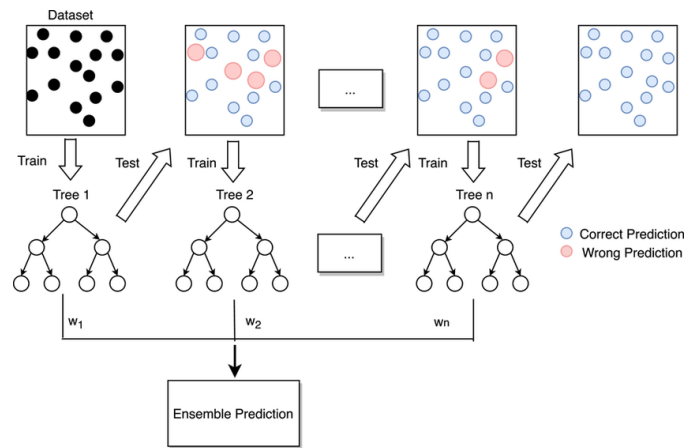 Dataset
...
Train
Test
Train
Train
Test
Tree 1
Tree 2
Tree n
...
Correct Prediction
Wrong Prediction
w1
w2
wn
Ensemble Prediction